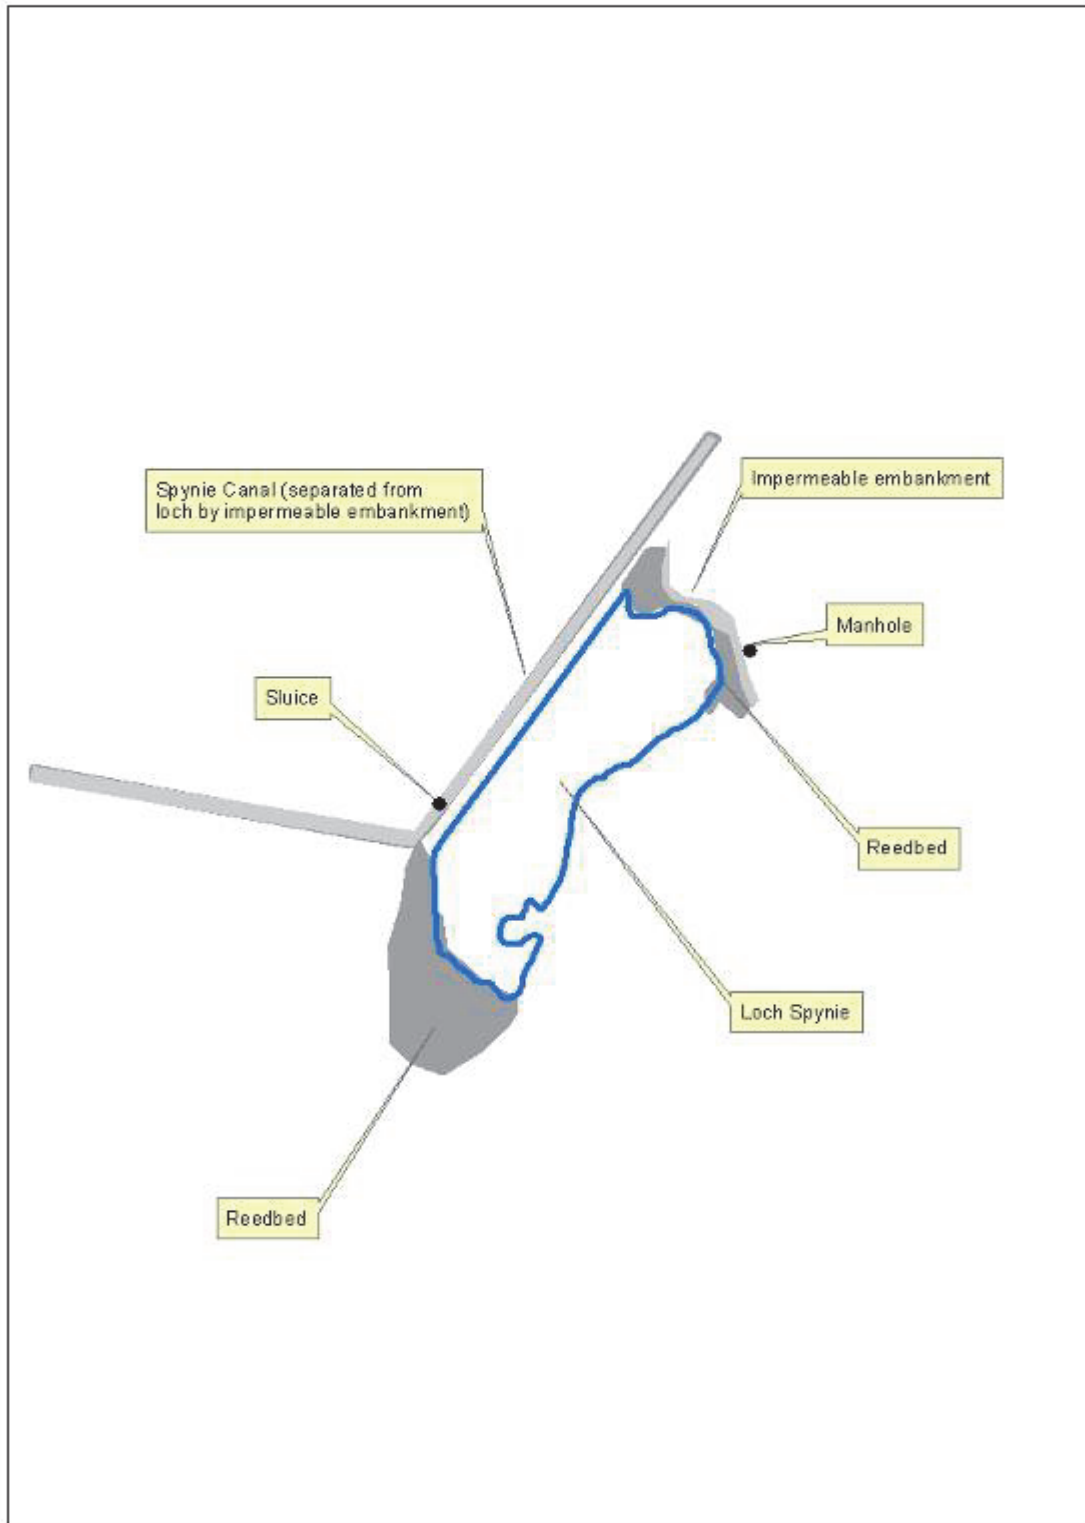 Spynie Canal (separated from
loch by impermeable embankment)
Impermeable embankment
Manhole
Sluice
Reedbed
Loch Spynie
Reedbed